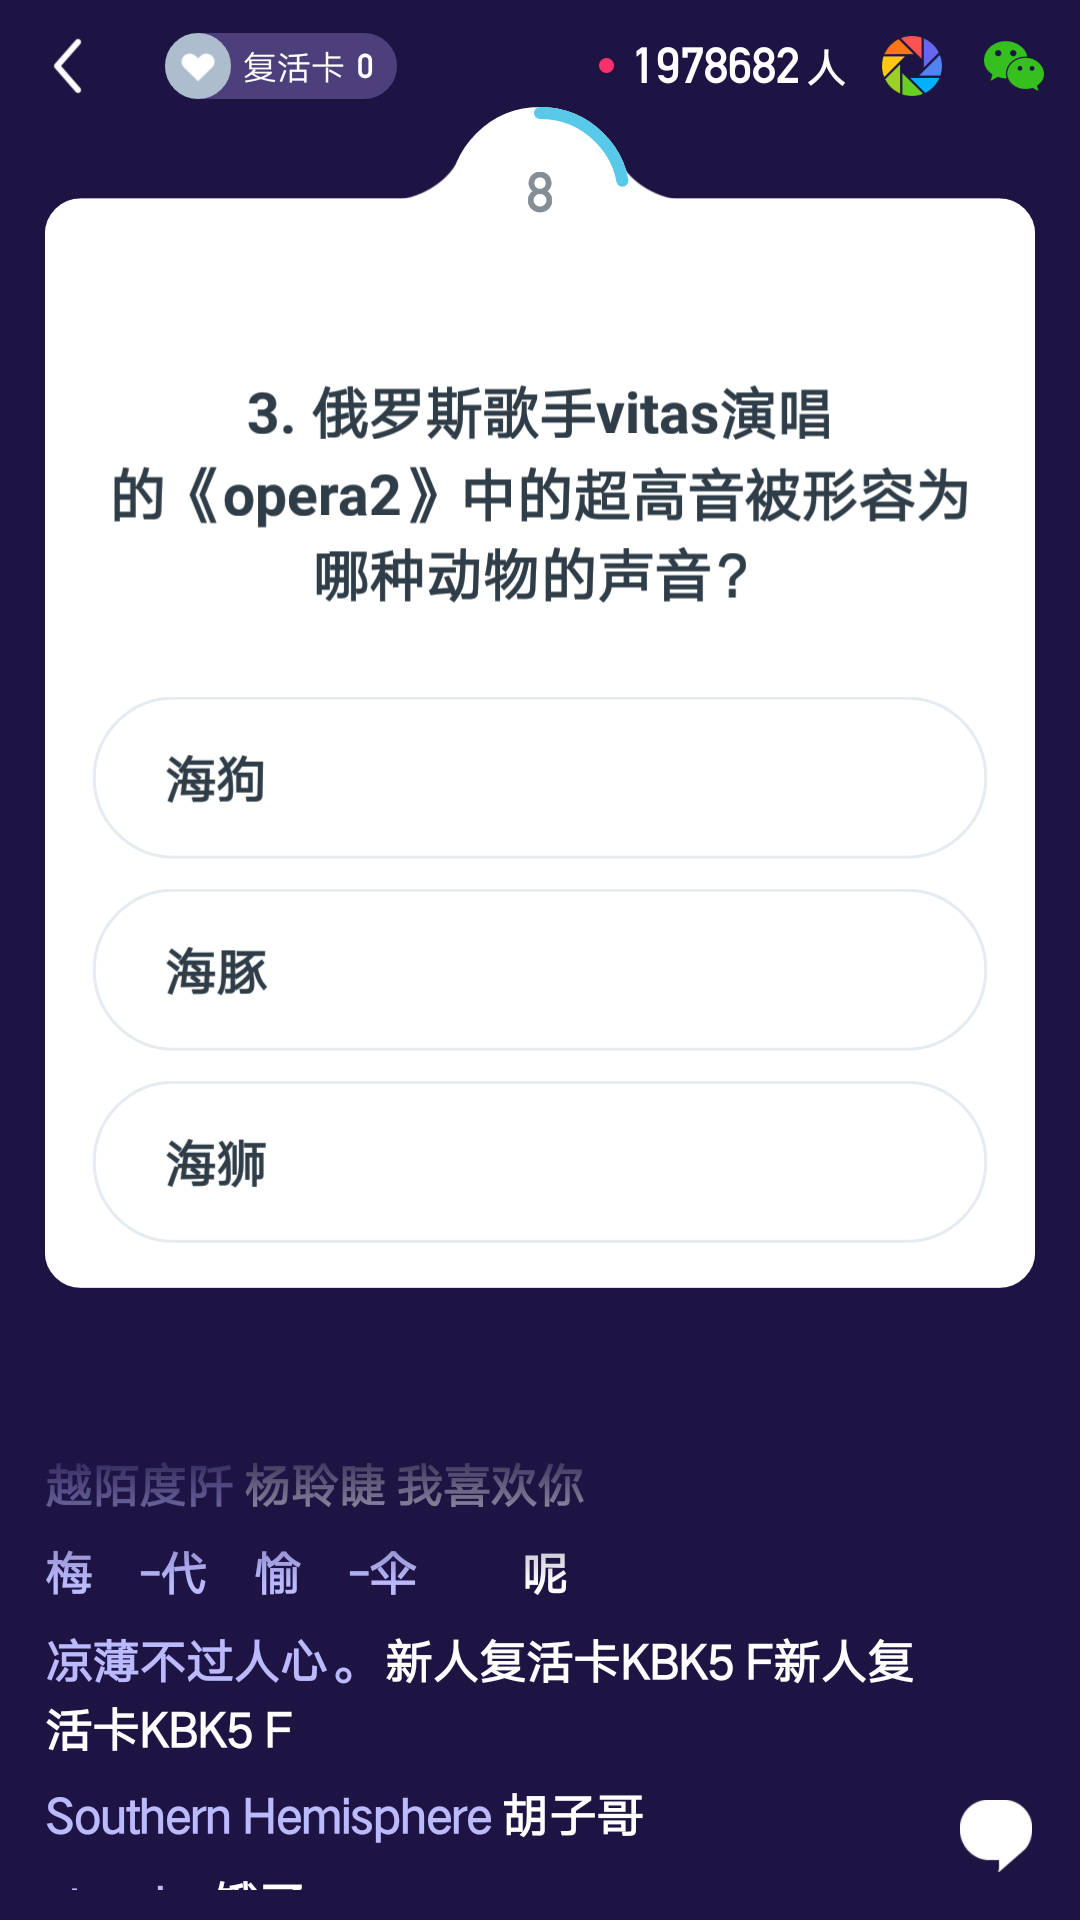 复活卡 0
1978682 人
8
3. 俄罗斯歌手vitas演唱
的《opera2》中的超高音被形容为
哪种动物的声音？
海狗
海豚
海狮
越陌度阡 杨聆睫 我喜欢你
梅 -代 愉 -伞 呢
凉薄不过人心。 新人复活卡KBK5 F新人复
活卡KBK5 F
Southern Hemisphere 胡子哥